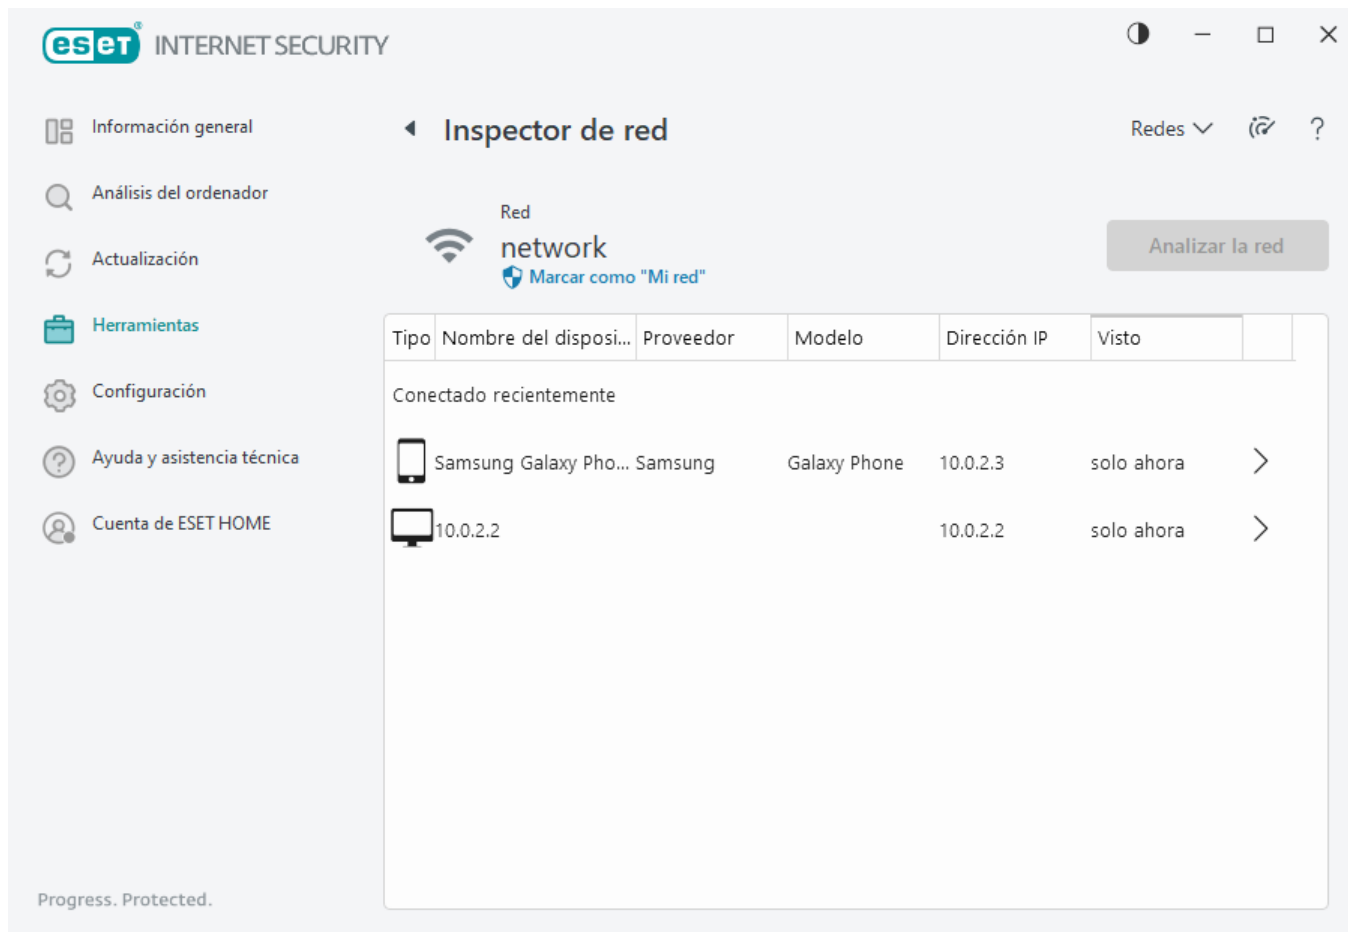 eset® INTERNET SECURITY
Información general
Análisis del ordenador
Actualización
Herramientas
Configuración
Ayuda y asistencia técnica
Cuenta de ESET HOME
Progress. Protected.
Inspector de red
Redes
?
Red
network
Marcar como "Mi red"
Analizar la red
Tipo Nombre del disposi... Proveedor Modelo Dirección IP Visto
Conectado recientemente
Samsung Galaxy Pho... Samsung Galaxy Phone 10.0.2.3 solo ahora
10.0.2.2 10.0.2.2 solo ahora